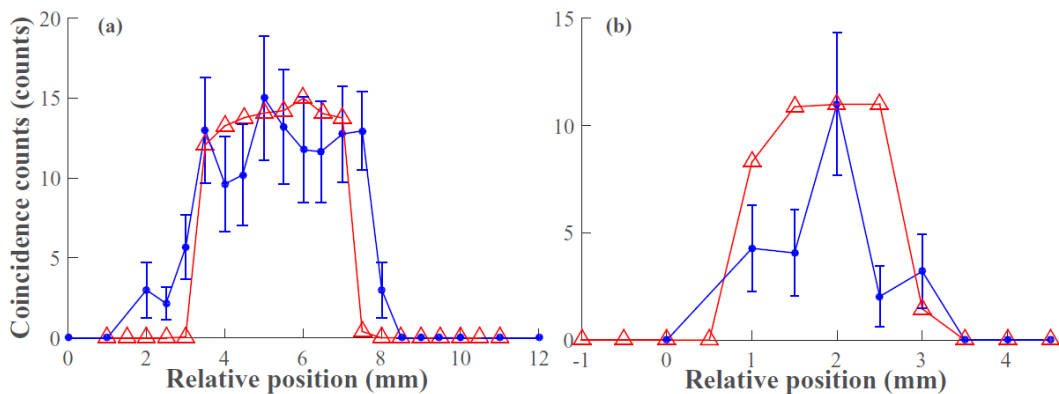 (a)
Coincidence counts (counts)
20
15
10
5
0
0 2 4 6 8 10 12
Relative position (mm)
(b)
15
10
5
0
-1 0 1 2 3 4
Relative position (mm)